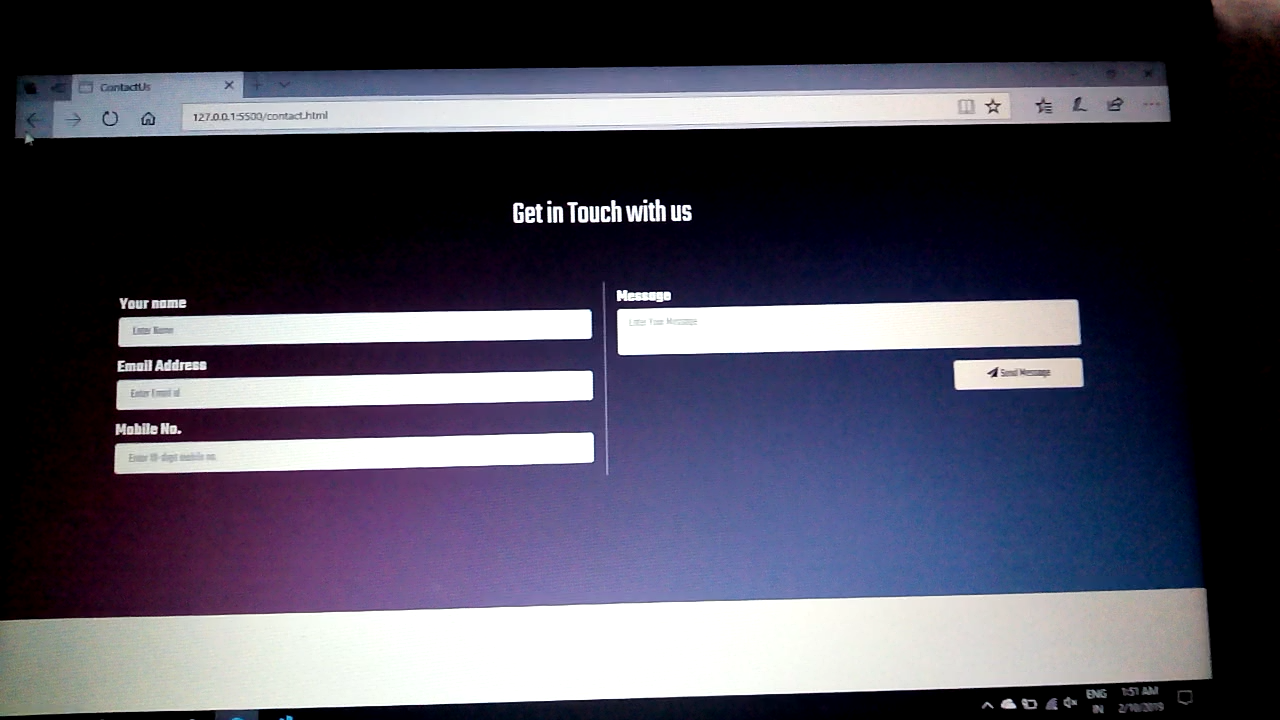 ContactUs
127.0.0.1:5500/contact.html
Get in Touch with us
Your name
Enter Name
Email Address
Enter Email id
Mobile No.
Enter 10-digit mobile no.
Message
Enter Your Message
Send Message
ENG
IN
1:51 AM
2/10/2019